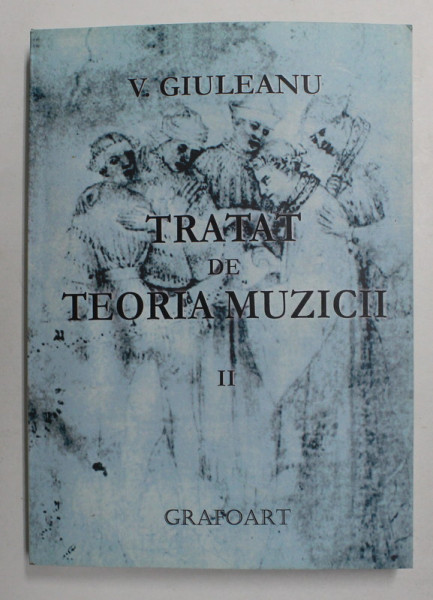 V. GIULEANU
TRATAT
DE
TEORIA MUZICII
II
GRAFOART